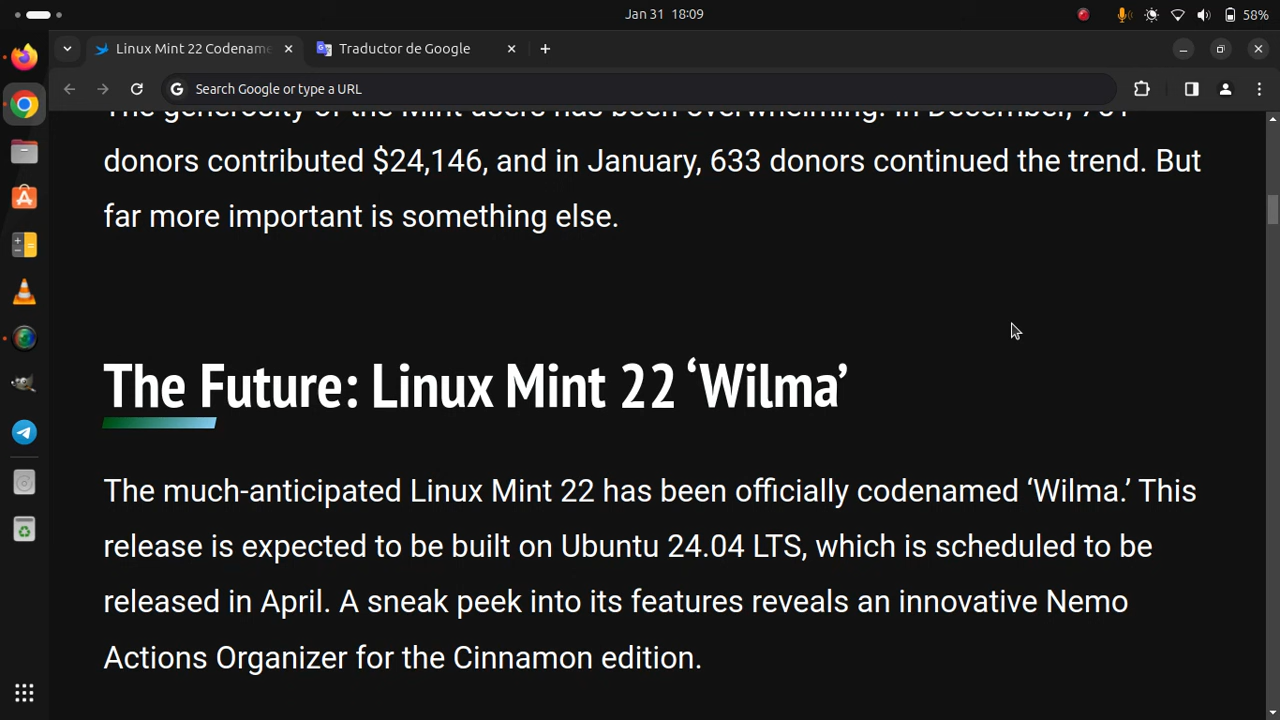 Jan 31 18:09
58%
Linux Mint 22 Codename
Traductor de Google
Search Google or type a URL
The generosity of the Mint users has been overwhelming. In December,
donors contributed $24,146, and in January, 633 donors continued the trend. But
far more important is something else.
The Future: Linux Mint 22 ‘Wilma’
The much-anticipated Linux Mint 22 has been officially codenamed ‘Wilma.’ This
release is expected to be built on Ubuntu 24.04 LTS, which is scheduled to be
released in April. A sneak peek into its features reveals an innovative Nemo
Actions Organizer for the Cinnamon edition.